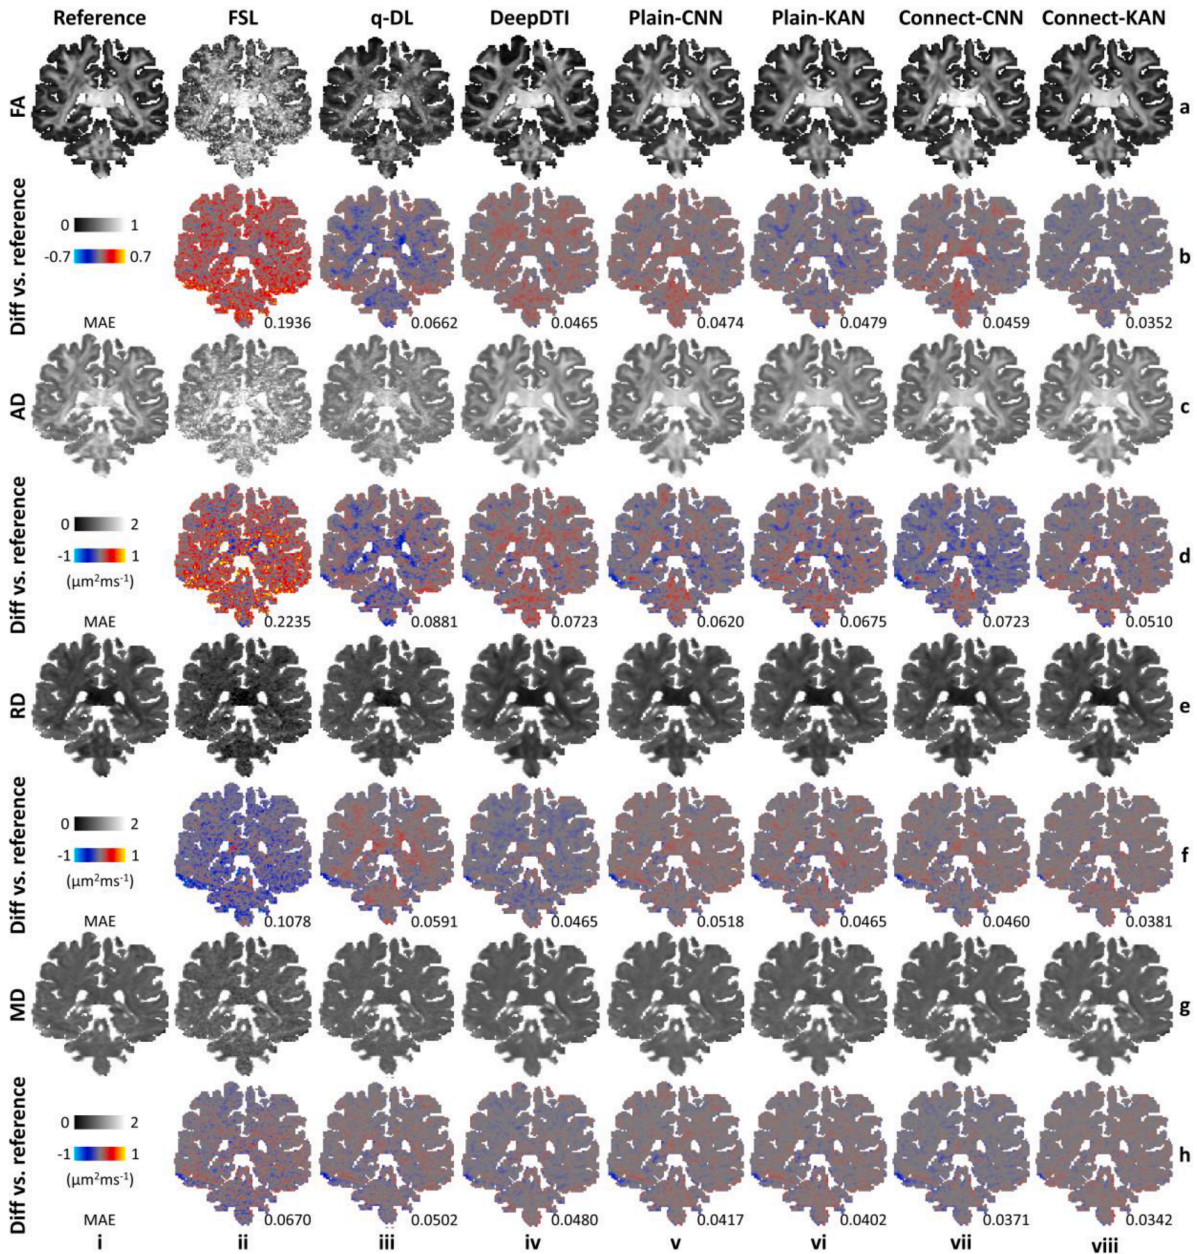 Reference FSL q-DL DeepDTI Plain-CNN Plain-KAN Connect-CNN Connect-KAN
FA
a
Diff vs. reference
0 1
-0.7 0.7
b
MAE 0.1936 0.0662 0.0465 0.0474 0.0479 0.0459 0.0352
AD
c
Diff vs. reference
0 2
-1 1
(μm²ms⁻¹)
d
MAE 0.2235 0.0881 0.0723 0.0620 0.0675 0.0723 0.0510
RD
e
Diff vs. reference
0 2
-1 1
(μm²ms⁻¹)
f
MAE 0.1078 0.0591 0.0465 0.0518 0.0465 0.0460 0.0381
MD
g
Diff vs. reference
0 2
-1 1
(μm²ms⁻¹)
h
MAE 0.0670 0.0502 0.0480 0.0417 0.0402 0.0371 0.0342
i ii iii iv v vi vii viii